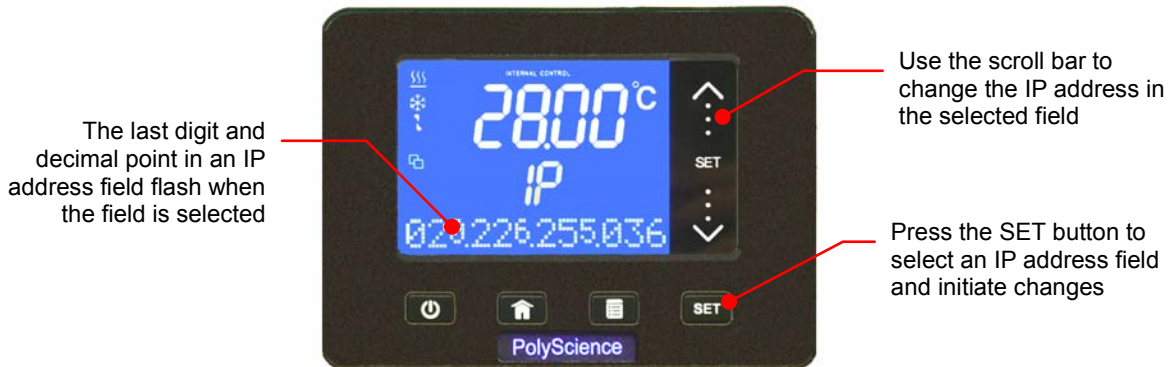 The last digit and
decimal point in an IP
address field flash when
the field is selected
INTERNAL CONTROL
28.00°C
IP
020.226.255.036
SET
SET
PolyScience
Use the scroll bar to
change the IP address in
the selected field
Press the SET button to
select an IP address field
and initiate changes